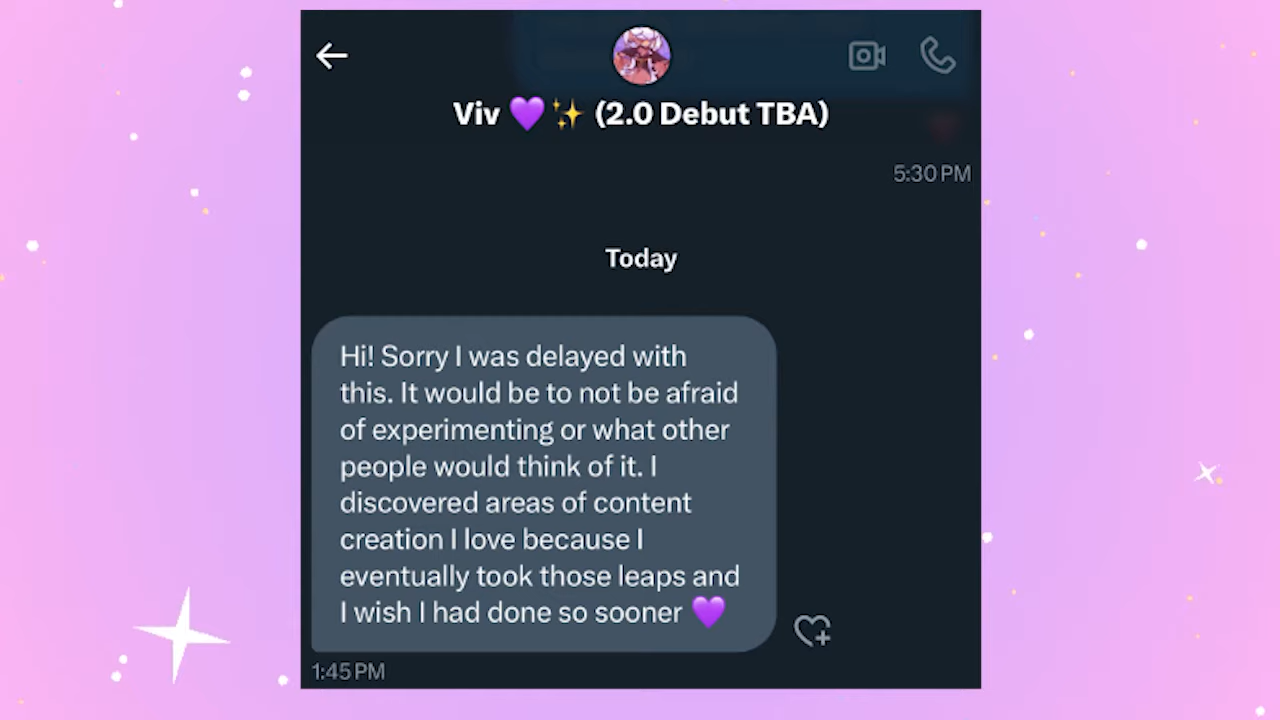 Viv 💜✨ (2.0 Debut TBA)
5:30 PM
Today
Hi! Sorry I was delayed with
this. It would be to not be afraid
of experimenting or what other
people would think of it. I
discovered areas of content
creation I love because I
eventually took those leaps and
I wish I had done so sooner 💜
1:45 PM